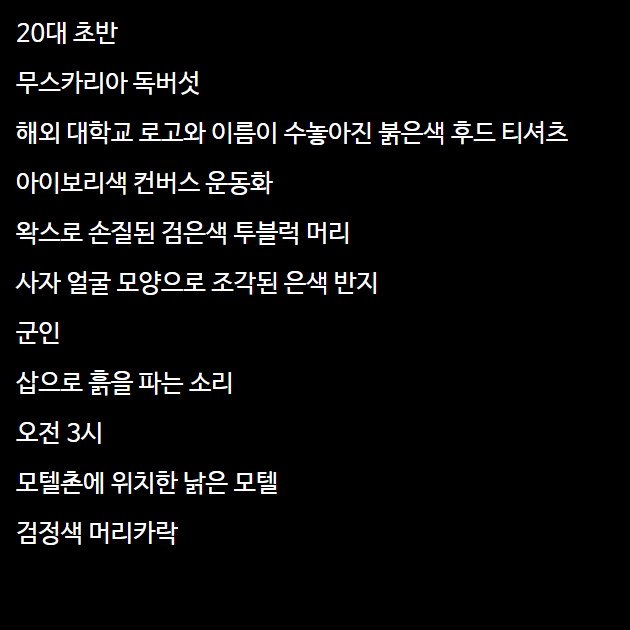 20대 초반
무스카리아 독버섯
해외 대학교 로고와 이름이 수놓아진 붉은색 후드 티셔츠
아이보리색 컨버스 운동화
왁스로 손질된 검은색 투블럭 머리
사자 얼굴 모양으로 조각된 은색 반지
군인
삽으로 흙을 파는 소리
오전 3시
모텔촌에 위치한 낡은 모텔
검정색 머리카락